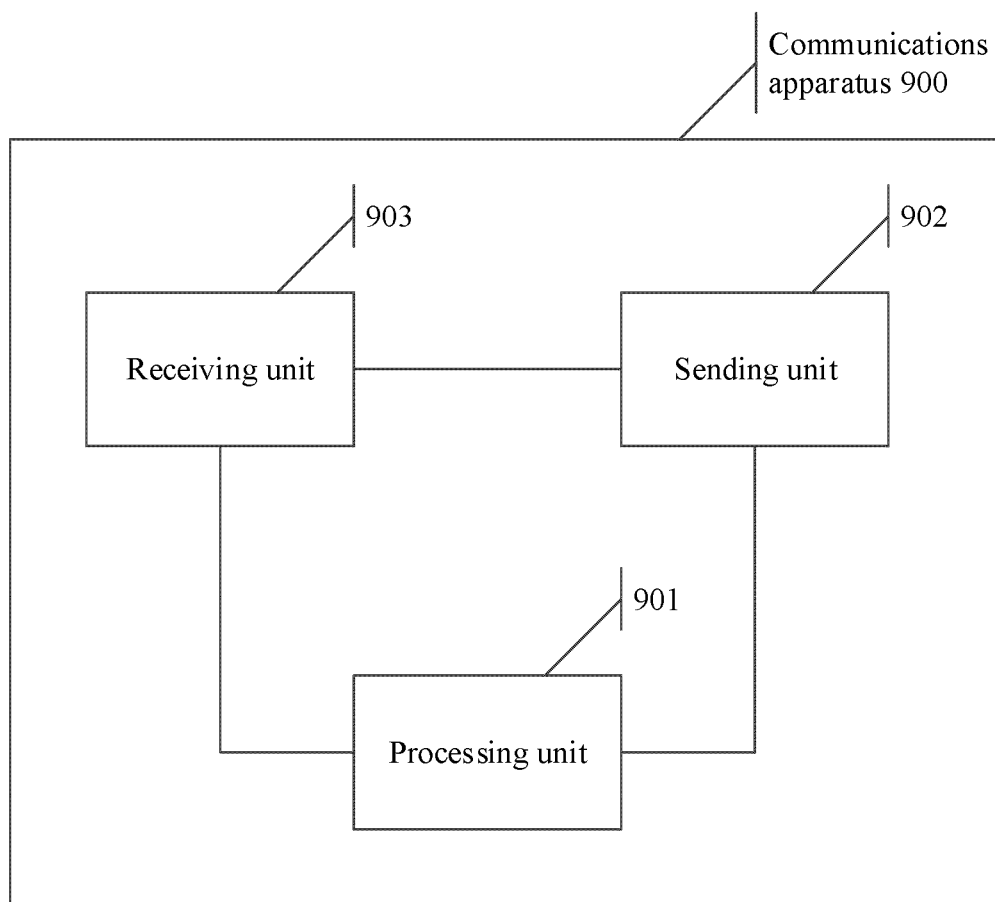 Communications
apparatus 900
903
902
Receiving unit
Sending unit
901
Processing unit